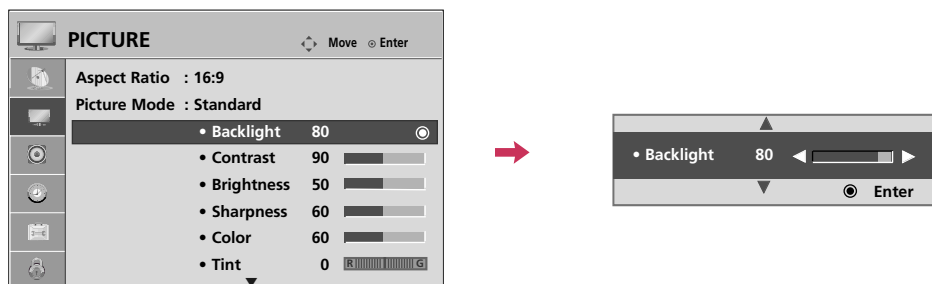 PICTURE
Move ⊙ Enter
Aspect Ratio : 16:9
Picture Mode : Standard
• Backlight 80
• Contrast 90
• Brightness 50
• Sharpness 60
• Color 60
• Tint 0 R G
• Backlight 80
Enter